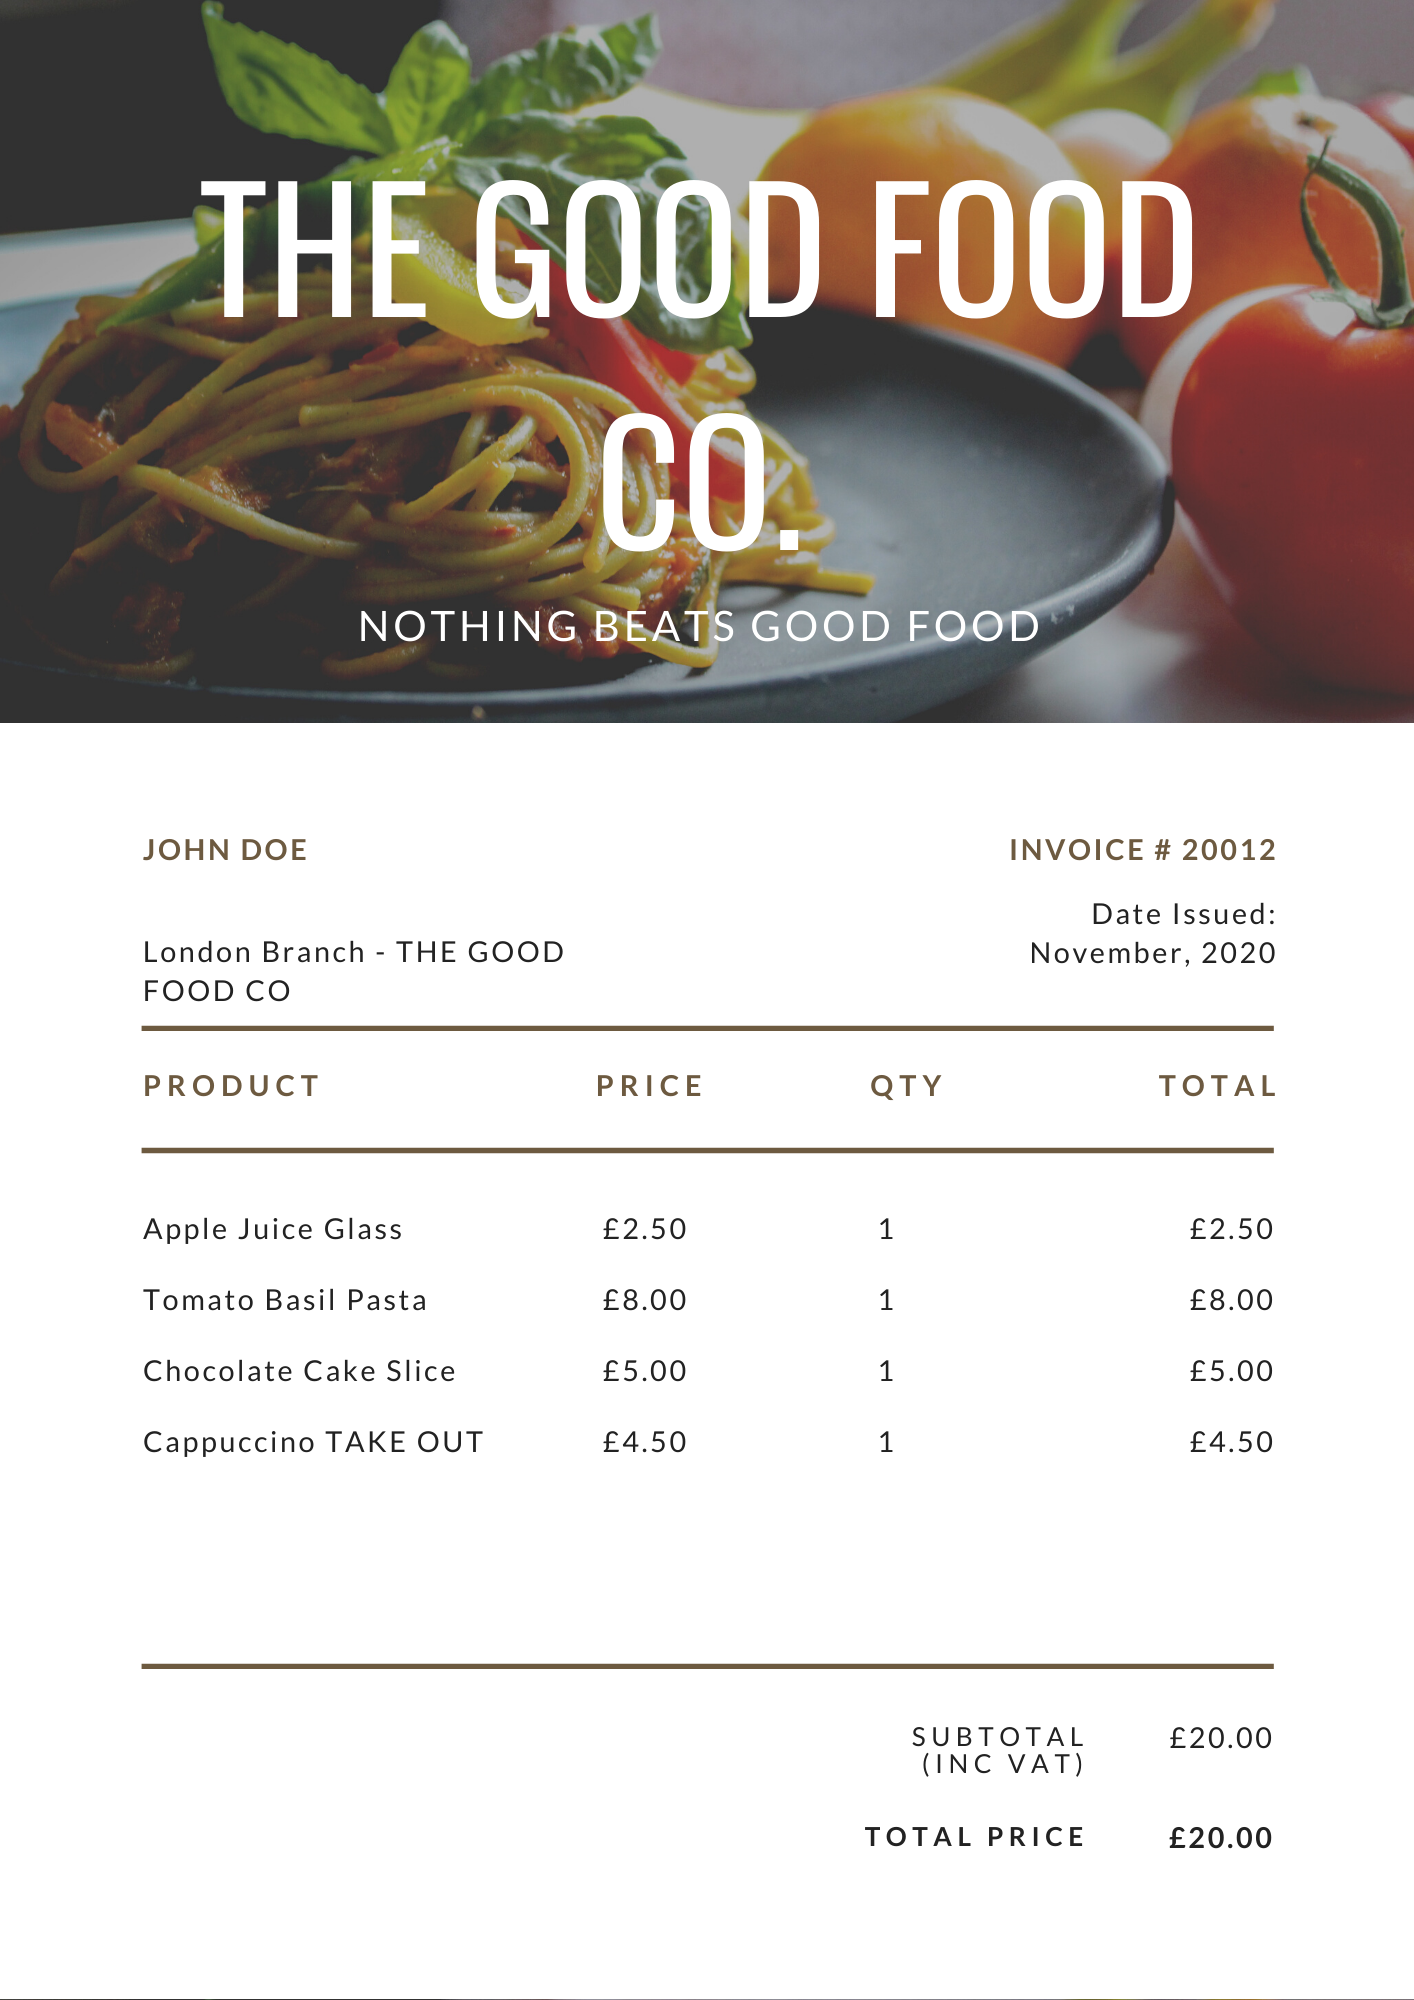 THE GOOD FOOD
CO.
NOTHING BEATS GOOD FOOD
JOHN DOE
INVOICE # 20012
Date Issued:
November, 2020
London Branch - THE GOOD
FOOD CO
PRODUCT PRICE QTY TOTAL
Apple Juice Glass £2.50 1 £2.50
Tomato Basil Pasta £8.00 1 £8.00
Chocolate Cake Slice £5.00 1 £5.00
Cappuccino TAKE OUT £4.50 1 £4.50
SUBTOTAL £20.00
(INC VAT)
TOTAL PRICE £20.00